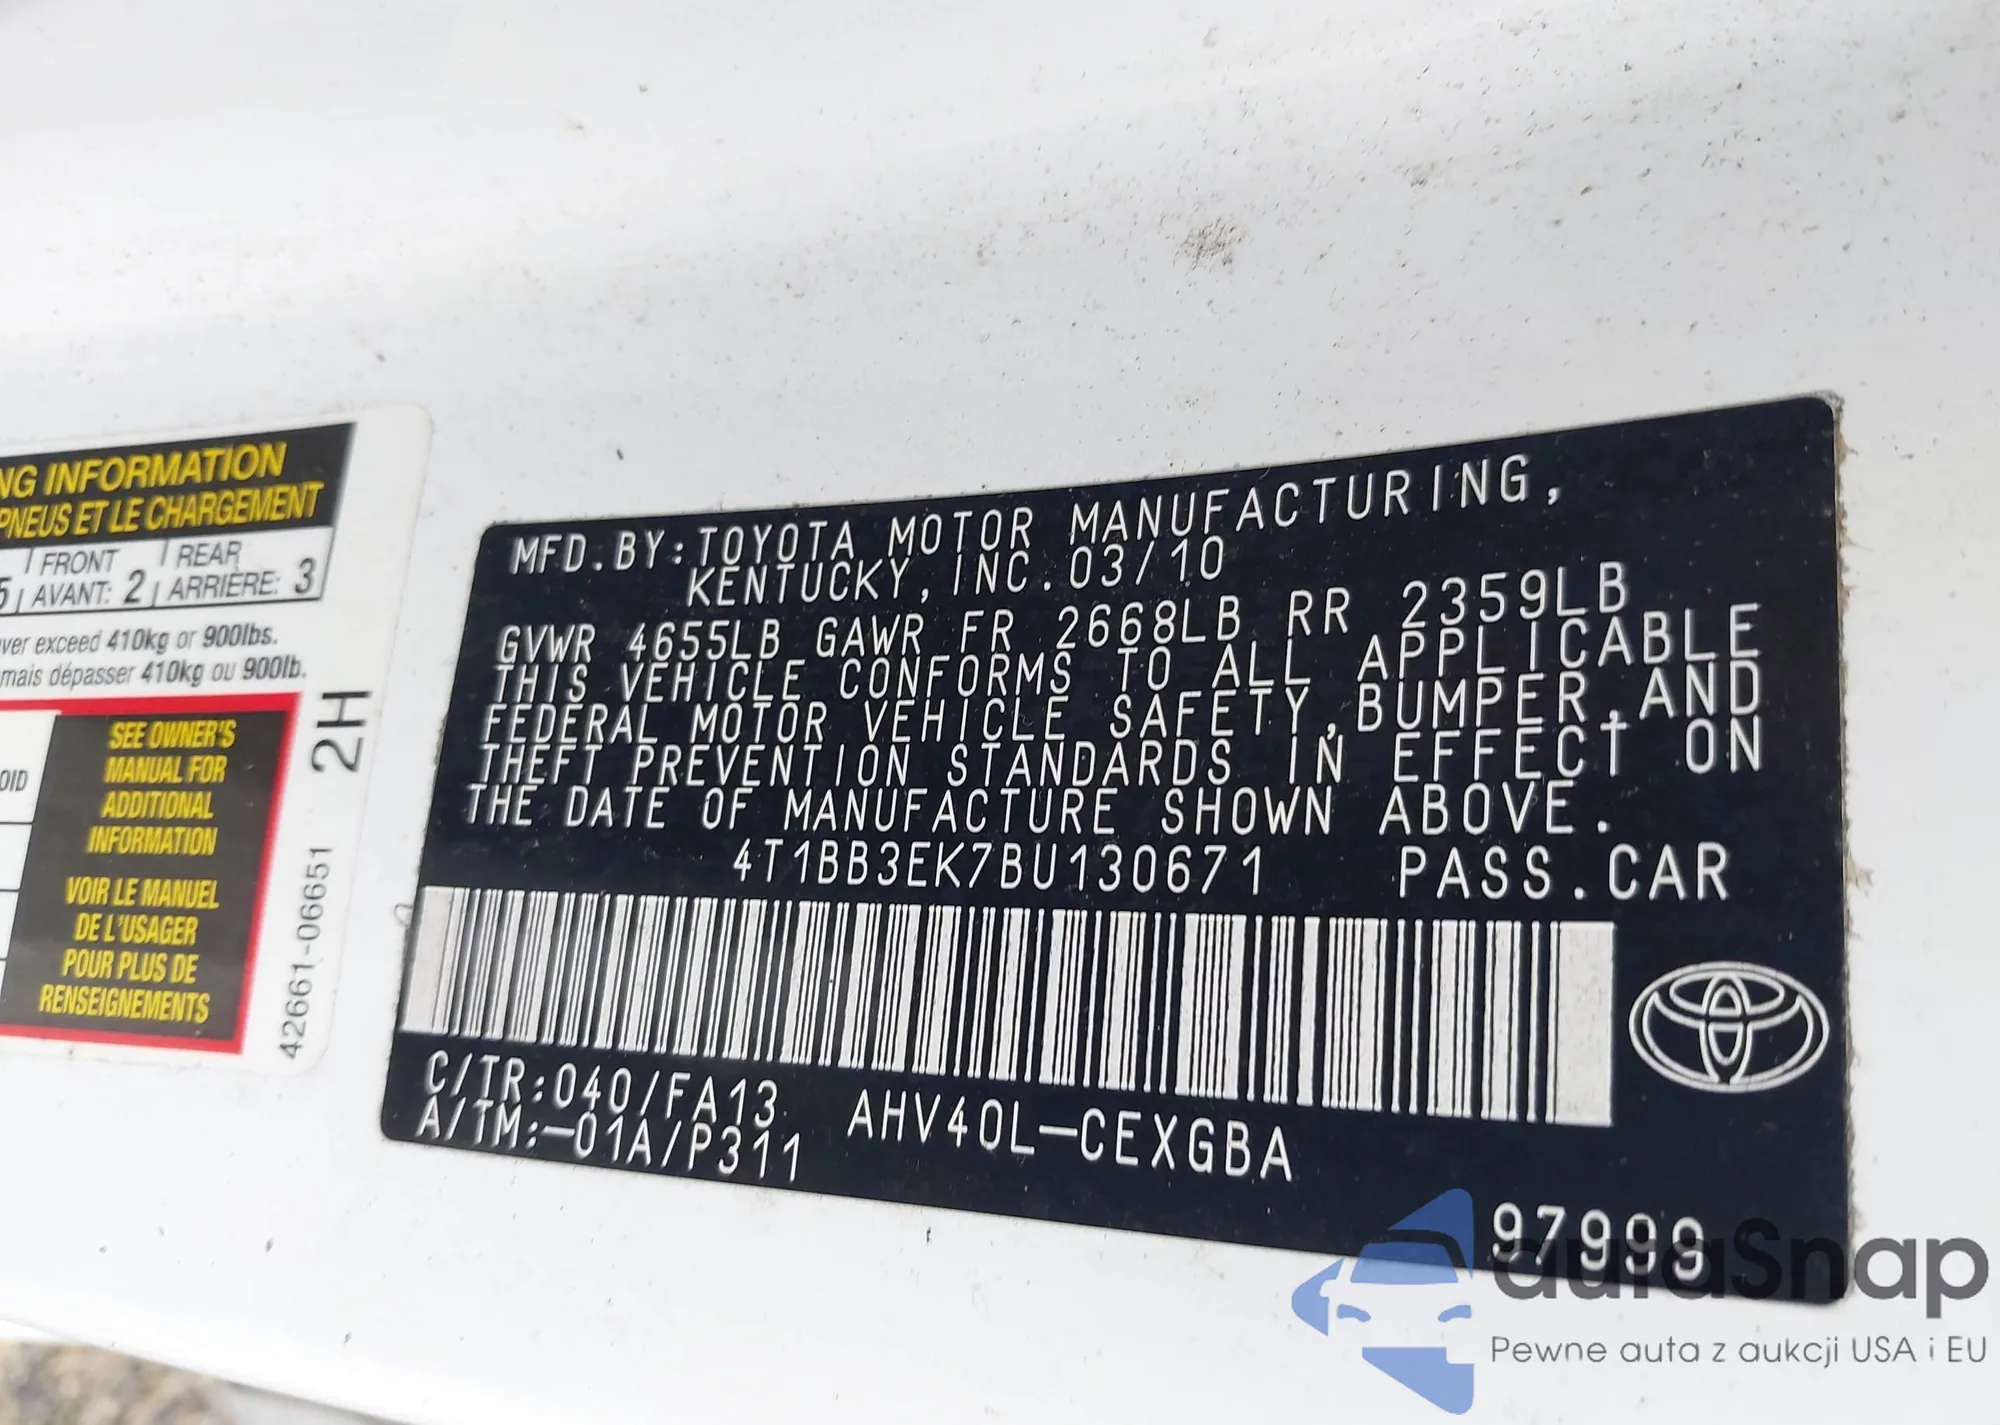 NG INFORMATION
PNEUS ET LE CHARGEMENT
FRONT REAR
5 AVANT: 2 ARRIÈRE: 3
ver exceed 410kg or 900lbs.
mais dépasser 410kg ou 900lb.
OID
SEE OWNER'S
MANUAL FOR
ADDITIONAL
INFORMATION
VOIR LE MANUEL
DE L'USAGER
POUR PLUS DE
RENSEIGNEMENTS
42661-06651 2H
MFD.BY:TOYOTA MOTOR MANUFACTURING,
KENTUCKY,INC.03/10
GVWR 4655LB GAWR FR 2668LB RR 2359LB
THIS VEHICLE CONFORMS TO ALL APPLICABLE
FEDERAL MOTOR VEHICLE SAFETY,BUMPER,AND
THEFT PREVENTION STANDARDS IN EFFECT ON
THE DATE OF MANUFACTURE SHOWN ABOVE.
4T1BB3EK7BU130671 PASS.CAR
C/TR:040/FA13 AHV40L-CEXGBA
A/TM:-01A/P311
97999
auraSnap
Pewne auta z aukcji USA i EU